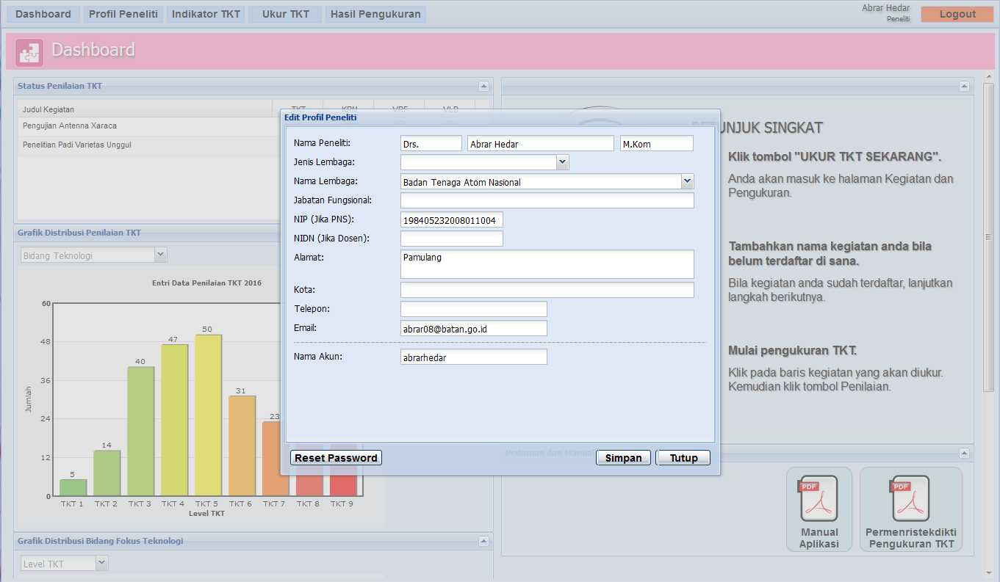 Dashboard
Profil Peneliti
Indikator TKT
Ukur TKT
Hasil Pengukuran
Abrar Hedar
Peneliti
Logout
Dashboard
Status Penilaian TKT
Judul Kegiatan
TKT
Pengujian Antenna Xaraca
Penelitian Padi Varietas Unggul
Grafik Distribusi Penilaian TKT
Bidang Teknologi
Entri Data Penilaian TKT 2016
Jumlah
60
48
36
24
12
0
5
14
40
47
50
31
23
TKT 1
TKT 2
TKT 3
TKT 4
TKT 5
TKT 6
TKT 7
TKT 8
TKT 9
Level TKT
Grafik Distribusi Bidang Fokus Teknologi
Level TKT
Edit Profil Peneliti
Nama Peneliti: Drs. Abrar Hedar M.Kom
Jenis Lembaga:
Nama Lembaga: Badan Tenaga Atom Nasional
Jabatan Fungsional:
NIP (Jika PNS): 198405232008011004
NIDN (Jika Dosen):
Alamat: Pamulang
Kota:
Telepon:
Email: abrar08@batan.go.id
Nama Akun: abrarhedar
Reset Password
Simpan
Tutup
UNJUK SINGKAT
Klik tombol "UKUR TKT SEKARANG".
Anda akan masuk ke halaman Kegiatan dan
Pengukuran.
Tambahkan nama kegiatan anda bila
belum terdaftar di sana.
Bila kegiatan anda sudah terdaftar, lanjutkan
langkah berikutnya.
Mulai pengukuran TKT.
Klik pada baris kegiatan yang akan diukur.
Kemudian klik tombol Penilaian.
Pedoman dan Manual
PDF
Manual
Aplikasi
PDF
Permenristekdikti
Pengukuran TKT